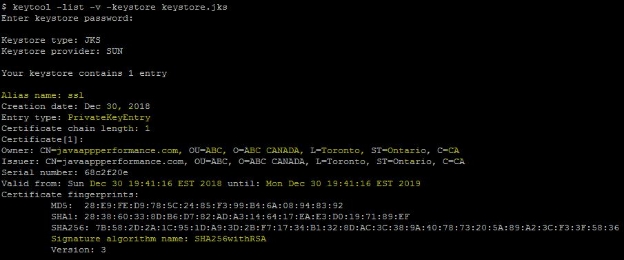 $ keytool -list -v -keystore keystore.jks
Enter keystore password:
Keystore type: JKS
Keystore provider: SUN
Your keystore contains 1 entry
Alias name: ssl
Creation date: Dec 30, 2018
Entry type: PrivateKeyEntry
Certificate chain length: 1
Certificate[1]:
Owner: CN=javaappperformance.com, OU=ABC, O=ABC CANADA, L=Toronto, ST=Ontario, C=CA
Issuer: CN=javaappperformance.com, OU=ABC, O=ABC CANADA, L=Toronto, ST=Ontario, C=CA
Serial number: 68c2f20e
Valid from: Sun Dec 30 19:41:16 EST 2018 until: Mon Dec 30 19:41:16 EST 2019
Certificate fingerprints:
MD5: 28:E9:FE:D9:78:5C:24:85:F3:99:B4:6A:08:94:83:92
SHA1: 28:38:60:33:8D:B6:D7:82:AD:A3:14:64:17:EA:E3:D0:19:71:89:EF
SHA256: 7B:58:2D:2A:1C:95:1D:A9:3D:2B:F7:17:34:B1:32:8D:AC:3C:38:9A:40:78:73:20:5A:89:A2:3C:F3:3F:58:36
Signature algorithm name: SHA256withRSA
Version: 3